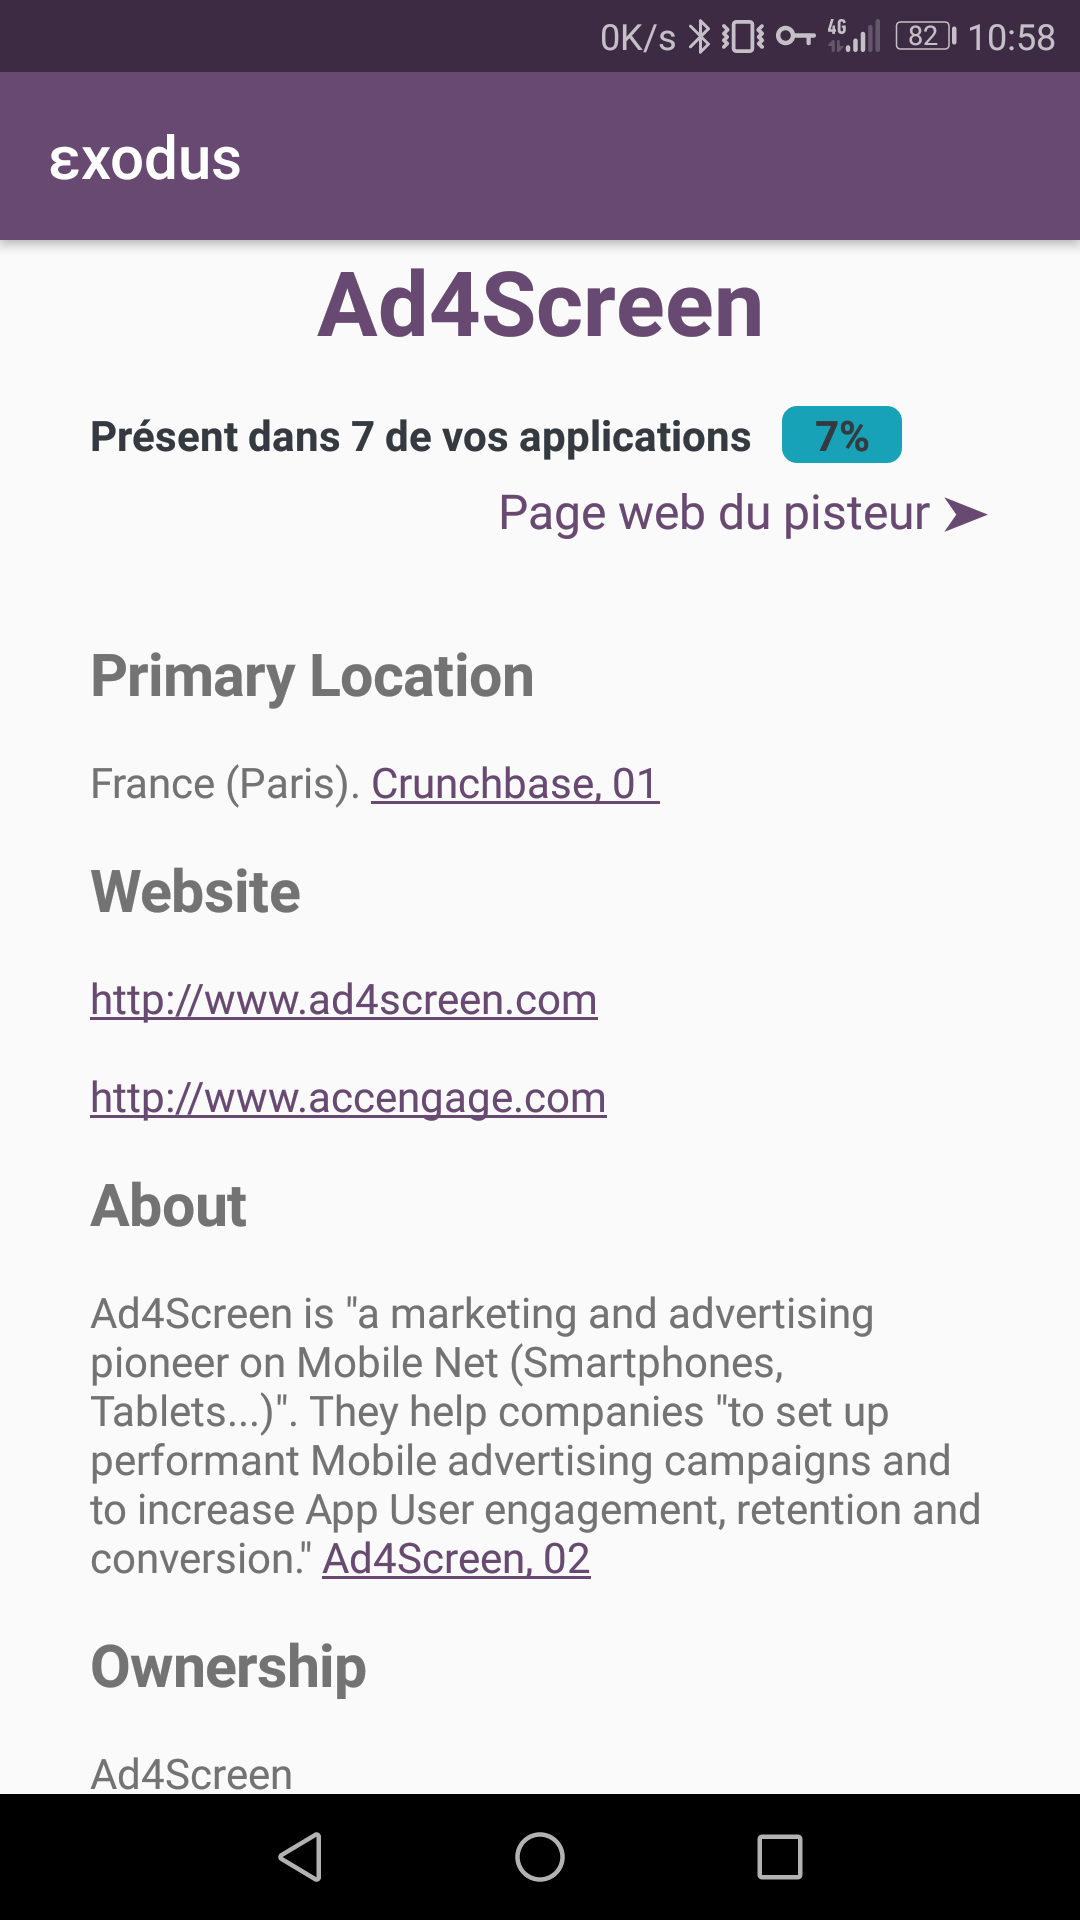 0K/s 4G 82 10:58
εxodus
Ad4Screen
Présent dans 7 de vos applications 7%
Page web du pisteur ➤
Primary Location
France (Paris). Crunchbase, 01
Website
http://www.ad4screen.com
http://www.accengage.com
About
Ad4Screen is "a marketing and advertising
pioneer on Mobile Net (Smartphones,
Tablets...)". They help companies "to set up
performant Mobile advertising campaigns and
to increase App User engagement, retention and
conversion." Ad4Screen, 02
Ownership
Ad4Screen